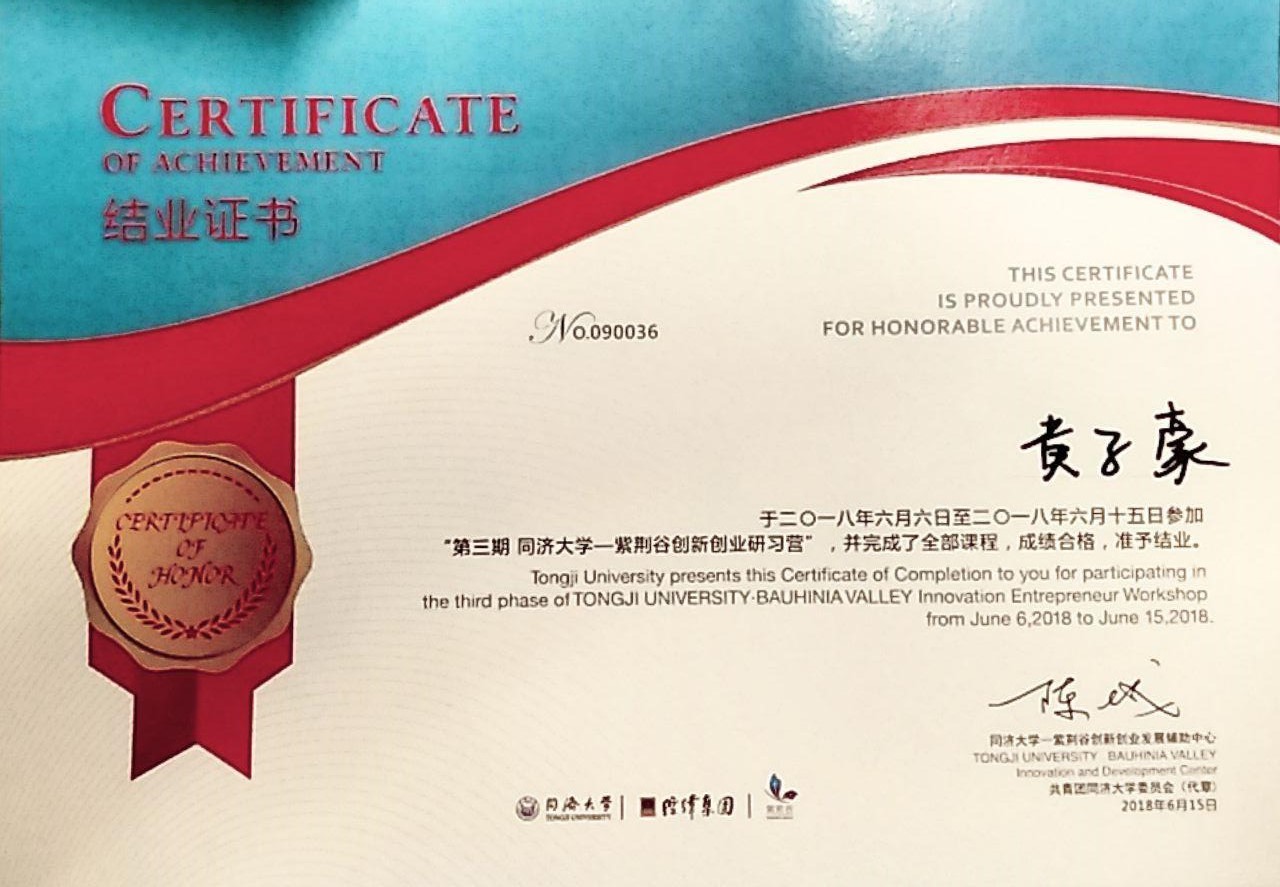 CERTIFICATE
OF ACHIEVEMENT
结业证书
THIS CERTIFICATE
IS PROUDLY PRESENTED
FOR HONORABLE ACHIEVEMENT TO
No.090036
黄子豪
于二〇一八年六月六日至二〇一八年六月十五日参加
“第三期 同济大学—紫荆谷创新创业研习营”，并完成了全部课程，成绩合格，准予结业。
Tongji University presents this Certificate of Completion to you for participating in
the third phase of TONGJI UNIVERSITY·BAUHINIA VALLEY Innovation Entrepreneur Workshop
from June 6,2018 to June 15,2018.
CERTIFICATE
OF
HONOR
同济大学—紫荆谷创新创业发展辅助中心
TONGJI UNIVERSITY BAUHINIA VALLEY
Innovation and Development Center
共青团同济大学委员会（代章）
2018年6月15日
同济大学
TONGJI UNIVERSITY
集团
紫荆谷